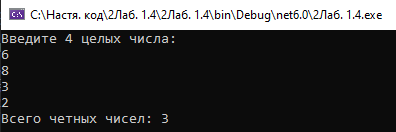 C:\Настя. код\2Лаб. 1.4\2Лаб. 1.4\bin\Debug\net6.0\2Лаб. 1.4.exe
Введите 4 целых числа:
6
8
3
2
Всего четных чисел: 3